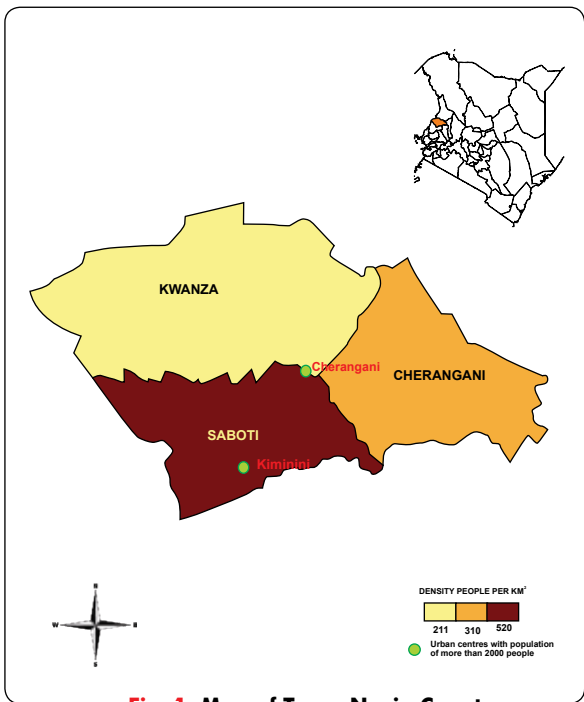 KWANZA
Cherangani
CHERANGANI
SABOTI
Kiminini
N
W
S
DENSITY PEOPLE PER KM²
211 310 520
Urban centres with population
of more than 2000 people